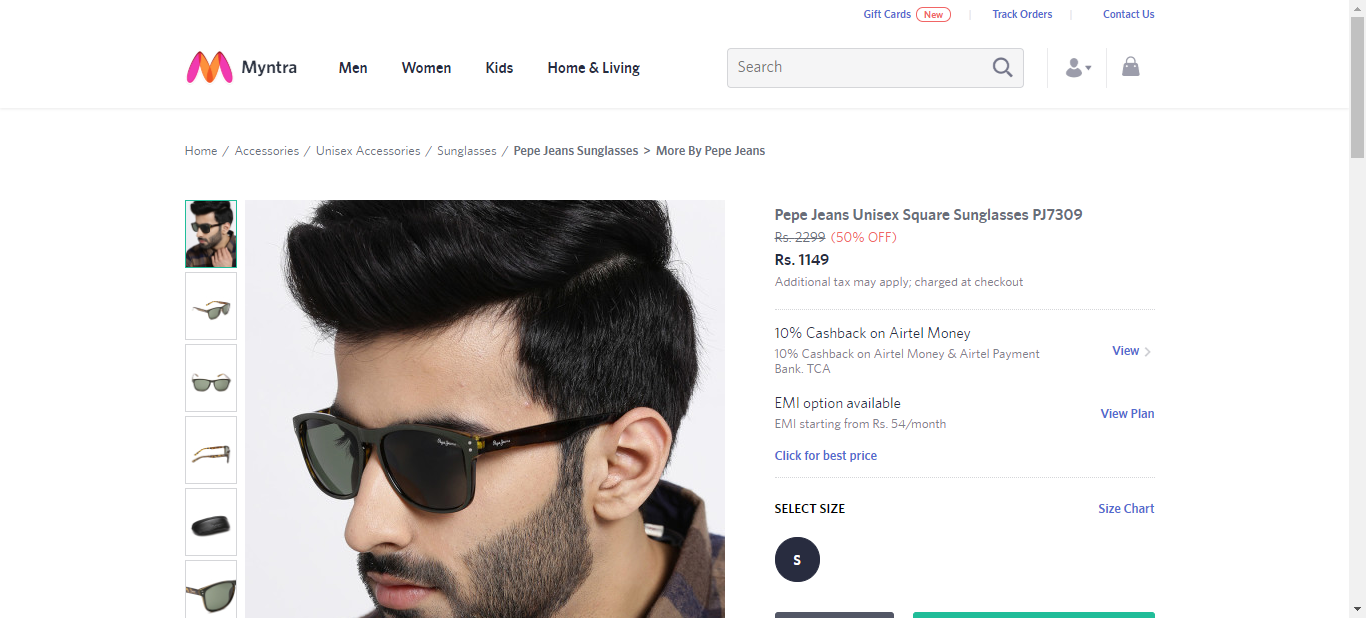 Gift Cards New Track Orders Contact Us
Myntra Men Women Kids Home & Living Search
Home / Accessories / Unisex Accessories / Sunglasses / Pepe Jeans Sunglasses > More By Pepe Jeans
Pepe Jeans Unisex Square Sunglasses PJ7309
Rs. 2299 (50% OFF)
Rs. 1149
Additional tax may apply; charged at checkout
10% Cashback on Airtel Money
10% Cashback on Airtel Money & Airtel Payment
Bank. TCA
View
EMI option available
EMI starting from Rs. 54/month
View Plan
Click for best price
SELECT SIZE Size Chart
S
Pepe Jeans
Pepe Jeans